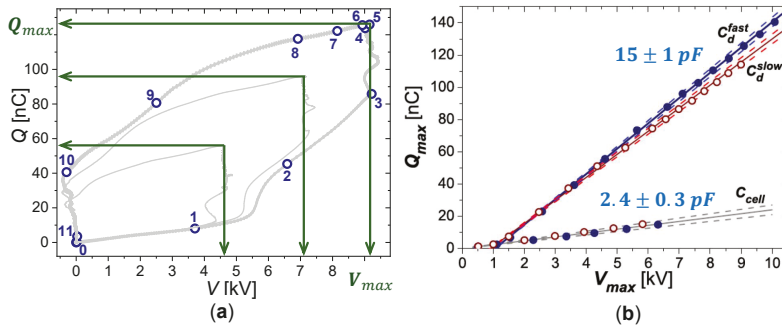 Q_max
Q [nC]
120
100
80
60
40
20
0
0 1 2 3 4 5 6 7 8 9
V [kV]
V_max
0
1
2
3
4
5
6
7
8
9
10
11
(a)
Q_max [nC]
140
120
100
80
60
40
20
0
0 1 2 3 4 5 6 7 8 9 10
V_max [kV]
15 ± 1 pF
C_d^fast
C_d^slow
2.4 ± 0.3 pF
C_cell
(b)